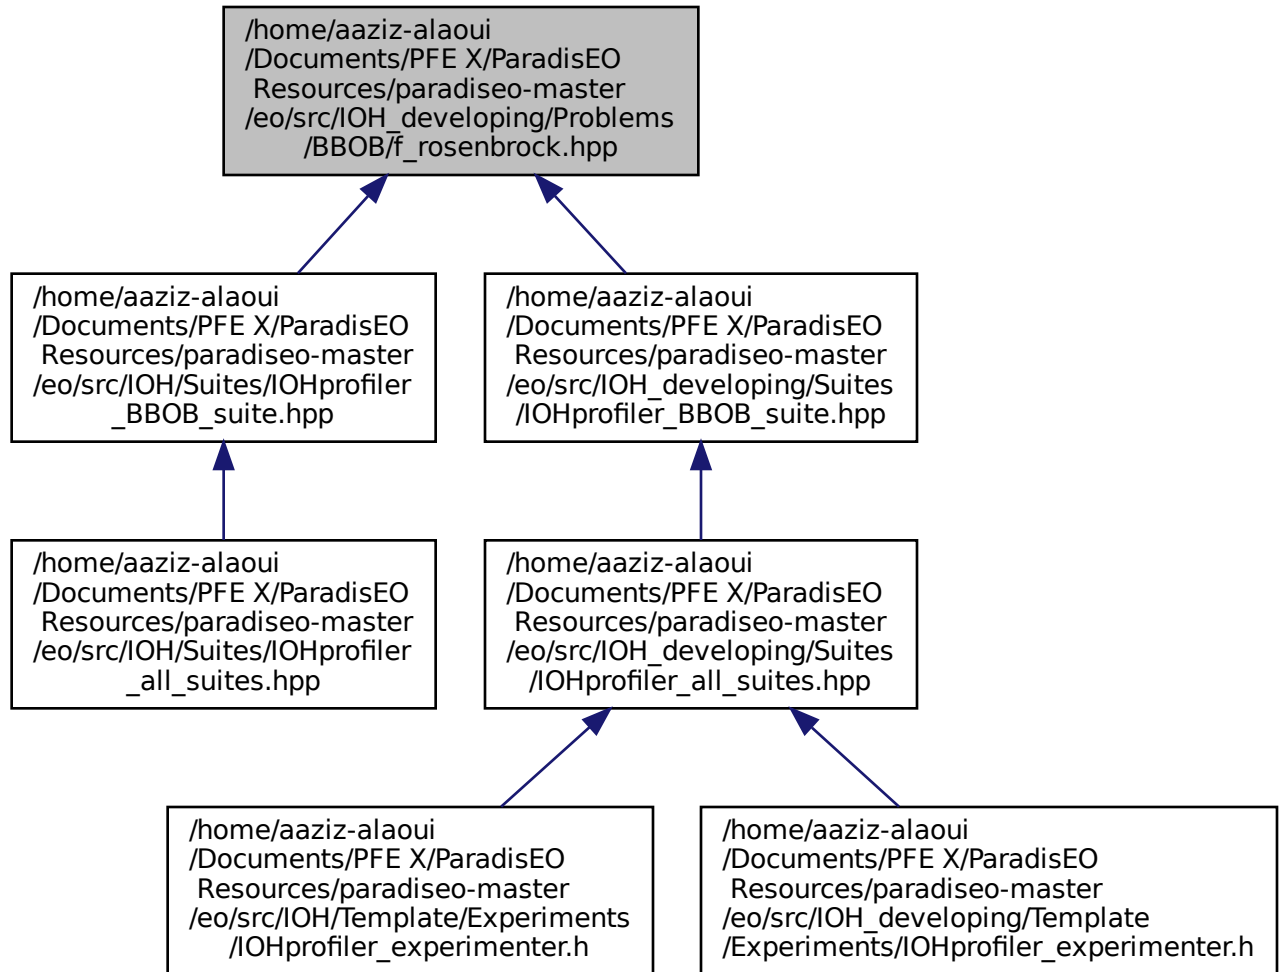 /home/aaziz-alaoui
/Documents/PFE X/ParadisEO
Resources/paradiseo-master
/eo/src/IOH_developing/Problems
/BBOB/f_rosenbrock.hpp
/home/aaziz-alaoui
/Documents/PFE X/ParadisEO
Resources/paradiseo-master
/eo/src/IOH/Suites/IOHprofiler
_BBOB_suite.hpp
/home/aaziz-alaoui
/Documents/PFE X/ParadisEO
Resources/paradiseo-master
/eo/src/IOH_developing/Suites
/IOHprofiler_BBOB_suite.hpp
/home/aaziz-alaoui
/Documents/PFE X/ParadisEO
Resources/paradiseo-master
/eo/src/IOH/Suites/IOHprofiler
_all_suites.hpp
/home/aaziz-alaoui
/Documents/PFE X/ParadisEO
Resources/paradiseo-master
/eo/src/IOH_developing/Suites
/IOHprofiler_all_suites.hpp
/home/aaziz-alaoui
/Documents/PFE X/ParadisEO
Resources/paradiseo-master
/eo/src/IOH/Template/Experiments
/IOHprofiler_experimenter.h
/home/aaziz-alaoui
/Documents/PFE X/ParadisEO
Resources/paradiseo-master
/eo/src/IOH_developing/Template
/Experiments/IOHprofiler_experimenter.h